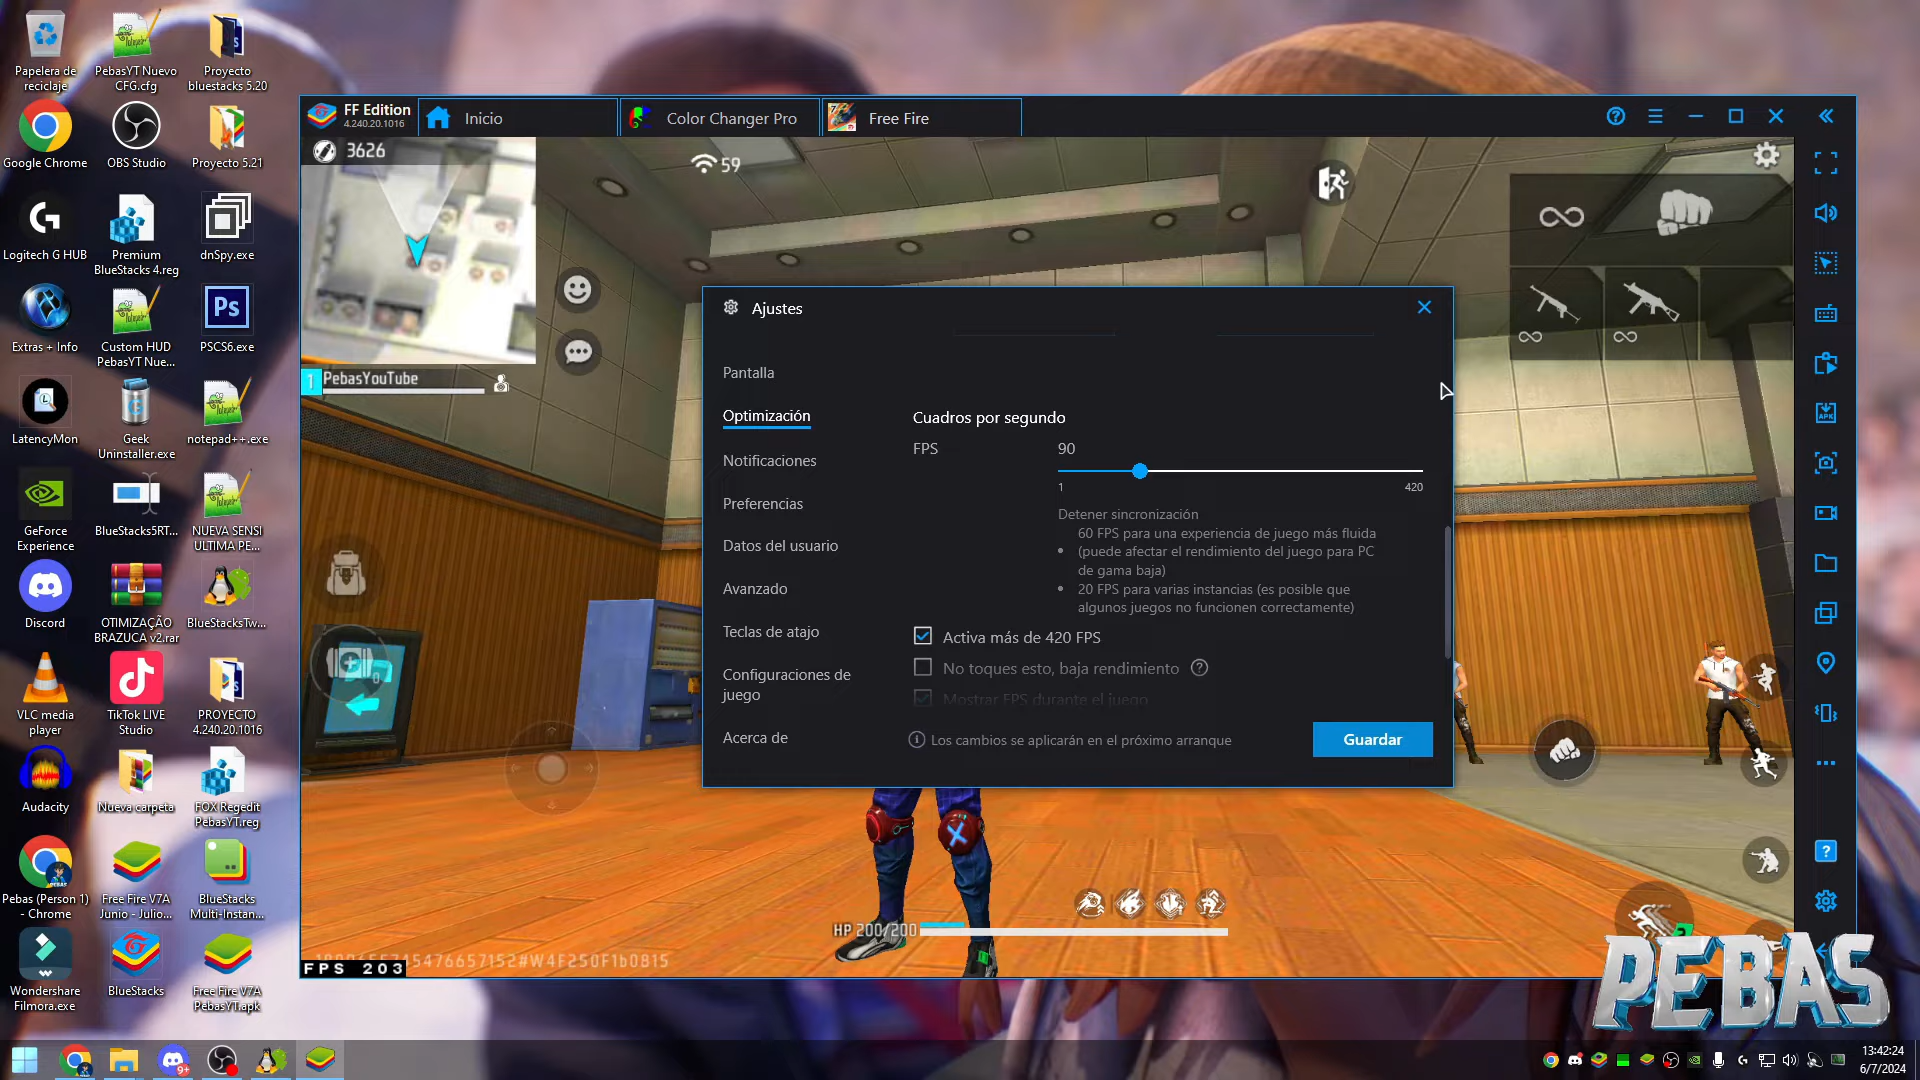 Papelera de
reciclaje
PebasYT Nuevo
CFG.cfg
Proyecto
bluestacks 5.20
Google Chrome
OBS Studio
Proyecto 5.21
Logitech G HUB
Premium
BlueStacks 4.reg
dnSpy.exe
Extras + Info
Custom HUD
PebasYT Nue...
PSCS6.exe
LatencyMon
Geek
Uninstaller.exe
notepad++.exe
GeForce
Experience
BlueStacks5RT...
NUEVA SENSI
ULTIMA PE...
Discord
OTIMIZAÇÃO
BRAZUCA v2.rar
BlueStacksTw...
VLC media
player
TikTok LIVE
Studio
PROYECTO
4.240.20.1016
Audacity
Nueva carpeta
FOX Regedit
PebasYT.reg
Pebas (Person 1)
- Chrome
Free Fire V7A
Junio - Julio...
BlueStacks
Multi-Instan...
Wondershare
Filmora.exe
BlueStacks
Free Fire V7A
PebasYT.apk
FF Edition
4.240.20.1016
Inicio
Color Changer Pro
Free Fire
3626
59
1
PebasYouTube
Ajustes
Pantalla
Optimización
Notificaciones
Preferencias
Datos del usuario
Avanzado
Teclas de atajo
Configuraciones de
juego
Acerca de
Cuadros por segundo
FPS
90
1
420
Detener sincronización
60 FPS para una experiencia de juego más fluida
(puede afectar el rendimiento del juego para PC
de gama baja)
20 FPS para varias instancias (es posible que
algunos juegos no funcionen correctamente)
Activa más de 420 FPS
No toques esto, baja rendimiento
Mostrar FPS durante el juego
Los cambios se aplicarán en el próximo arranque
Guardar
HP 200/200
FPS 203
PEBAS
13:42:24
6/7/2024